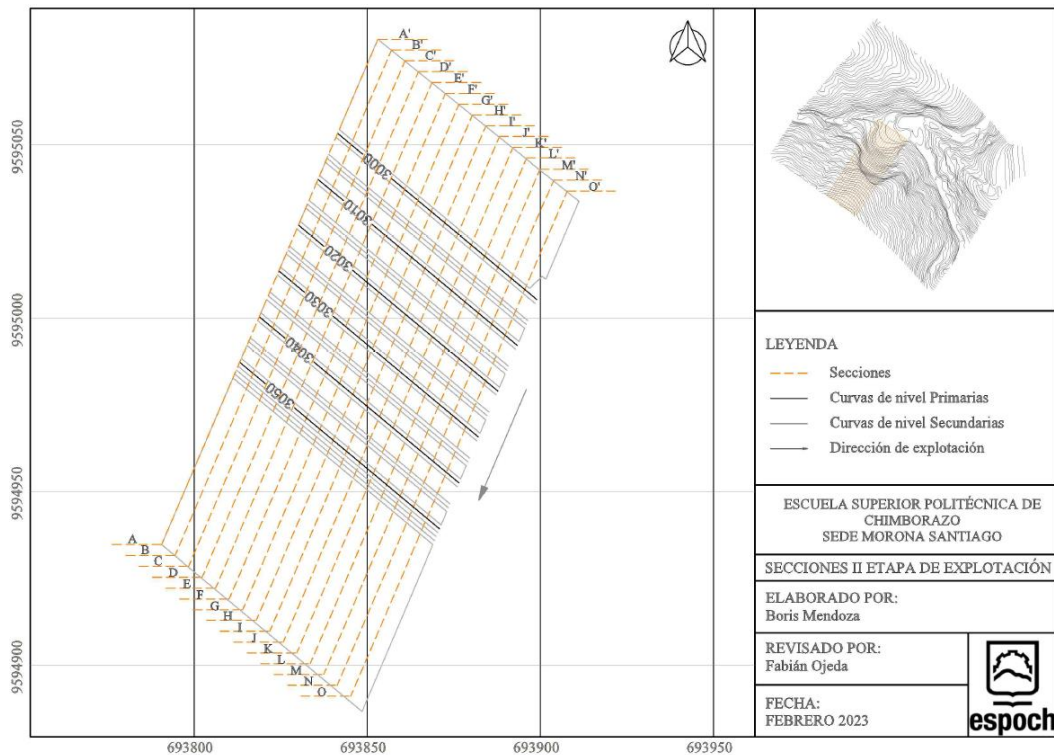 A'
B'
C'
D'
E'
F'
G'
H'
I'
J'
K'
L'
M'
N'
O'
3000
3010
3020
3030
3040
3050
A
B
C
D
E
F
G
H
I
J
K
L
M
N
O
9595050
9595000
9594950
9594900
693800
693850
693900
693950
LEYENDA
Secciones
Curvas de nivel Primarias
Curvas de nivel Secundarias
Dirección de explotación
ESCUELA SUPERIOR POLITÉCNICA DE
CHIMBORAZO
SEDE MORONA SANTIAGO
SECCIONES II ETAPA DE EXPLOTACIÓN
ELABORADO POR:
Boris Mendoza
REVISADO POR:
Fabián Ojeda
FECHA:
FEBRERO 2023
espoch